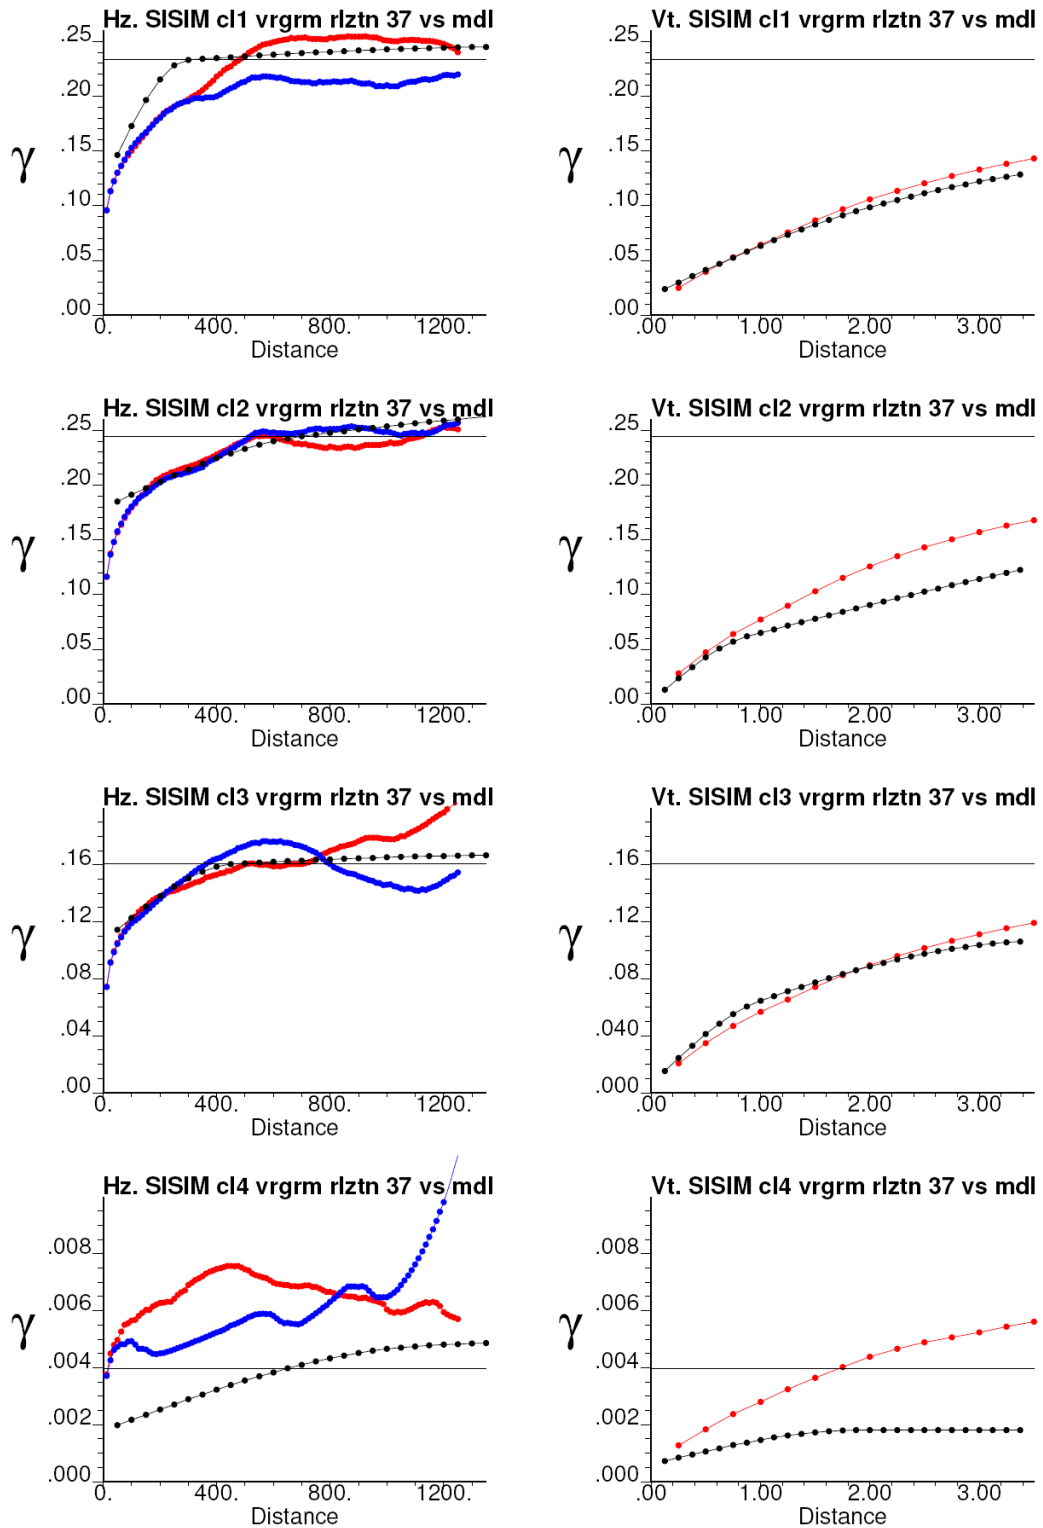 Hz. SISIM cl1 vrgrm rlztn 37 vs mdl
.25
.20
.15
.10
.05
.00
γ
0. 400. 800. 1200.
Distance
Vt. SISIM cl1 vrgrm rlztn 37 vs mdl
.25
.20
.15
.10
.05
.00
γ
.00 1.00 2.00 3.00
Distance
Hz. SISIM cl2 vrgrm rlztn 37 vs mdl
.25
.20
.15
.10
.05
.00
γ
0. 400. 800. 1200.
Distance
Vt. SISIM cl2 vrgrm rlztn 37 vs mdl
.25
.20
.15
.10
.05
.00
γ
.00 1.00 2.00 3.00
Distance
Hz. SISIM cl3 vrgrm rlztn 37 vs mdl
.16
.12
.08
.04
.00
γ
0. 400. 800. 1200.
Distance
Vt. SISIM cl3 vrgrm rlztn 37 vs mdl
.16
.12
.08
.040
.000
γ
.00 1.00 2.00 3.00
Distance
Hz. SISIM cl4 vrgrm rlztn 37 vs mdl
.008
.006
.004
.002
.000
γ
0. 400. 800. 1200.
Distance
Vt. SISIM cl4 vrgrm rlztn 37 vs mdl
.008
.006
.004
.002
.000
γ
.00 1.00 2.00 3.00
Distance